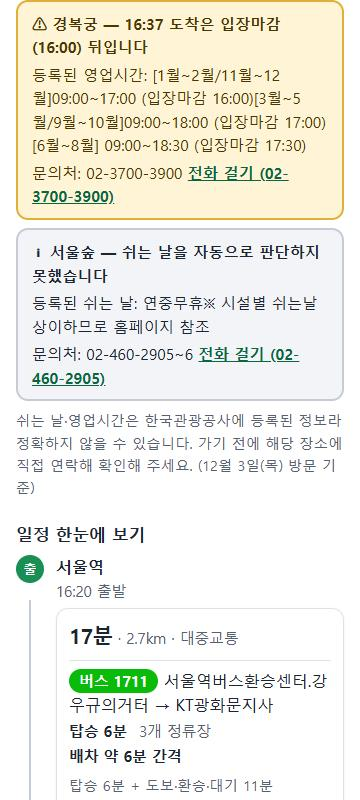 ⚠ 경복궁 — 16:37 도착은 입장마감
(16:00) 뒤입니다
등록된 영업시간: [1월~2월/11월~12
월]09:00~17:00 (입장마감 16:00)[3월~5
월/9월~10월]09:00~18:00 (입장마감 17:00)
[6월~8월] 09:00~18:30 (입장마감 17:30)
문의처: 02-3700-3900 전화 걸기 (02-
3700-3900)
ℹ 서울숲 — 쉬는 날을 자동으로 판단하지
못했습니다
등록된 쉬는 날: 연중무휴※ 시설별 쉬는날
상이하므로 홈페이지 참조
문의처: 02-460-2905~6 전화 걸기 (02-
460-2905)
쉬는 날·영업시간은 한국관광공사에 등록된 정보라
정확하지 않을 수 있습니다. 가기 전에 해당 장소에
직접 연락해 확인해 주세요. (12월 3일(목) 방문 기
준)
일정 한눈에 보기
출 서울역
16:20 출발
17분 · 2.7km · 대중교통
버스 1711 서울역버스환승센터.강
우규의거터 → KT광화문지사
탑승 6분 3개 정류장
배차 약 6분 간격
탑승 6분 + 도보·환승·대기 11분